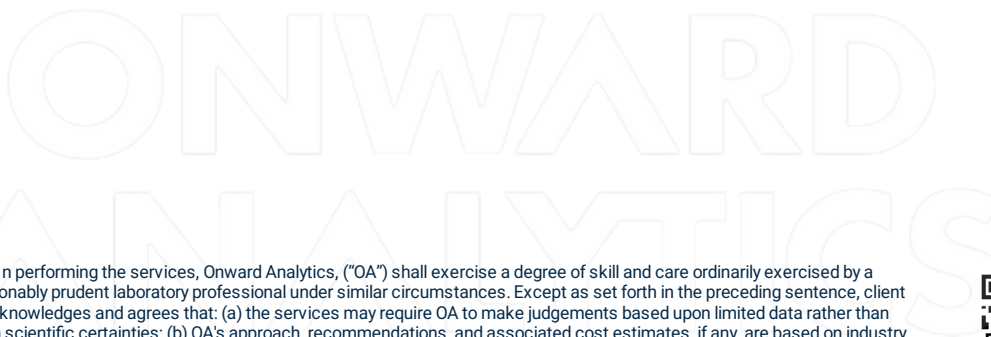 ONWARD
ANALYTICS
n performing the services, Onward Analytics, (“OA”) shall exercise a degree of skill and care ordinarily exercised by a
onably prudent laboratory professional under similar circumstances. Except as set forth in the preceding sentence, client
knowledges and agrees that: (a) the services may require OA to make judgements based upon limited data rather than
scientific certainties; (b) OA's approach, recommendations, and associated cost estimates, if any, are based on industry